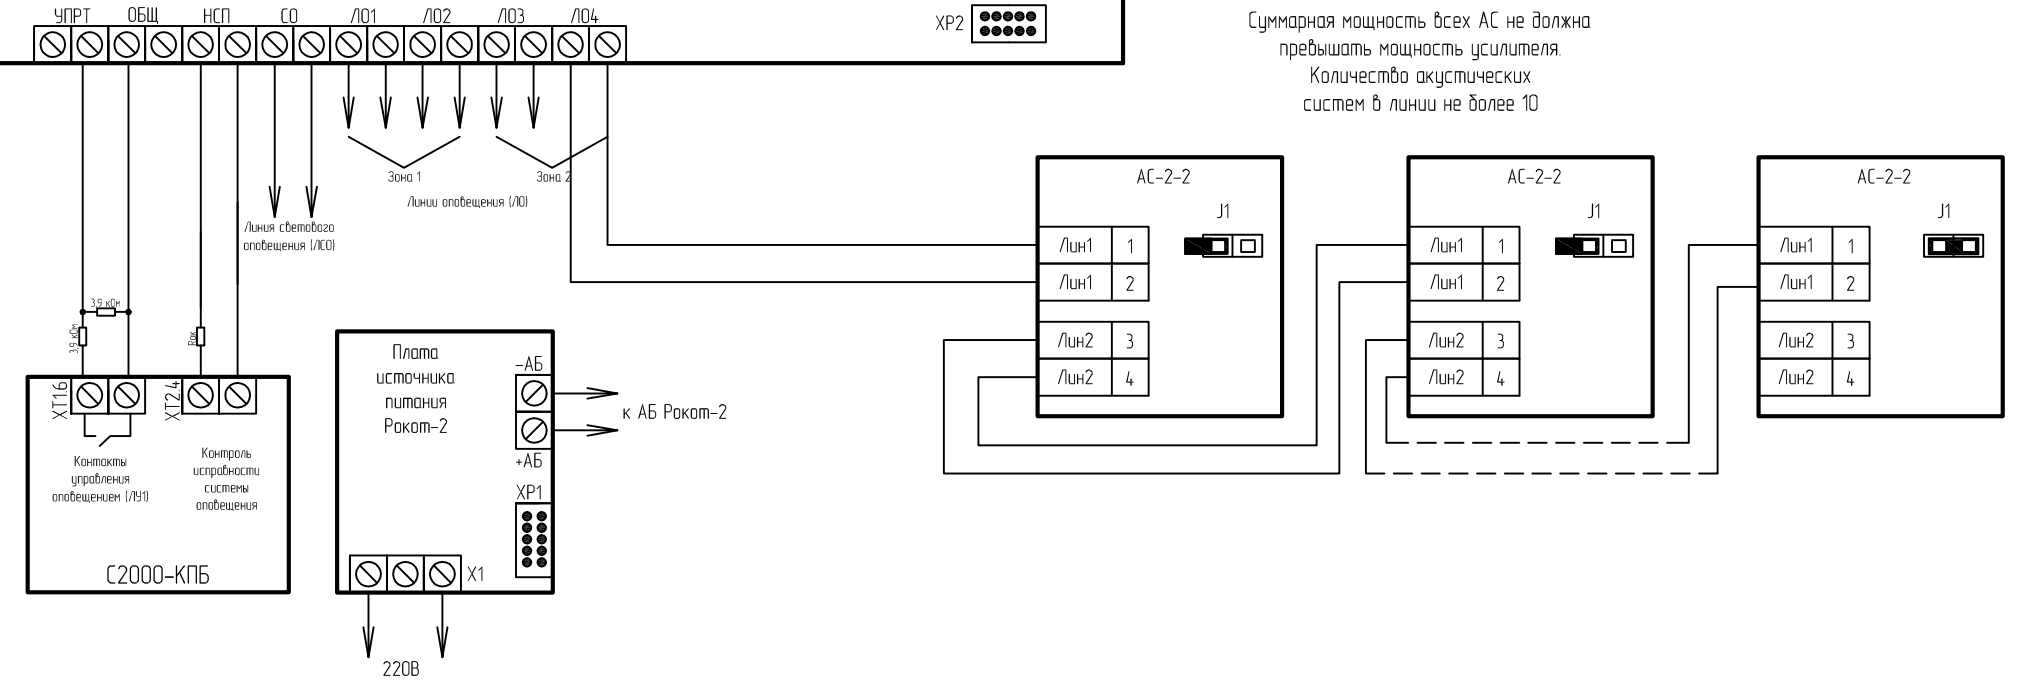 УПРТ ОБЩ НСП СО ЛО1 ЛО2 ЛО3 ЛО4
XP2
Суммарная мощность всех АС не должна
превышать мощность усилителя.
Количество акустических
систем в линии не более 10
Зона 1
Зона 2
Линии оповещения (ЛО)
Линия светового
оповещения (ЛСО)
3,9 кОм
3,9 кОм
Rок
XT1.6
XT2.4
Контакты
управления
оповещением (ЛУ1)
Контроль
исправности
системы
оповещения
С2000-КПБ
Плата
источника
питания
Рокот-2
-АБ
+АБ
к АБ Рокот-2
XP1
X1
220В
АС-2-2
J1
Лин1 1
Лин1 2
Лин2 3
Лин2 4
АС-2-2
J1
Лин1 1
Лин1 2
Лин2 3
Лин2 4
АС-2-2
J1
Лин1 1
Лин1 2
Лин2 3
Лин2 4